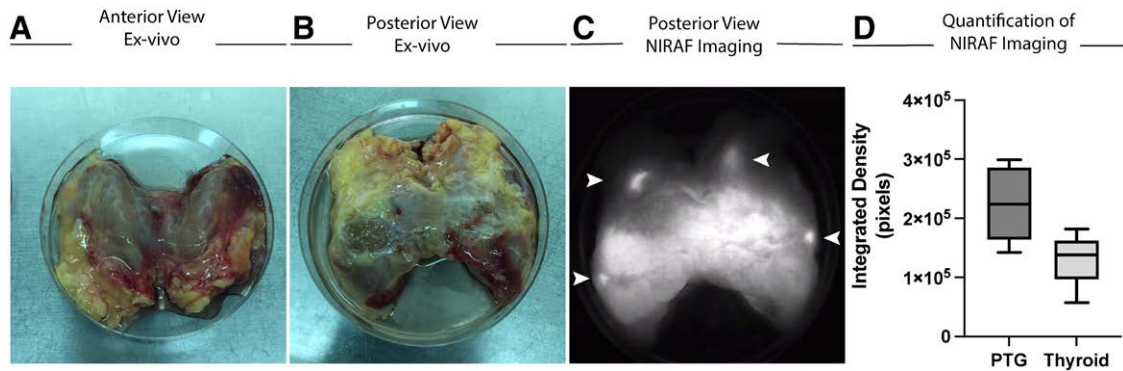 A
Anterior View
Ex-vivo
B
Posterior View
Ex-vivo
C
Posterior View
NIRAF Imaging
D
Quantification of
NIRAF Imaging
Integrated Density
(pixels)
4×10⁵
3×10⁵
2×10⁵
1×10⁵
0
PTG
Thyroid